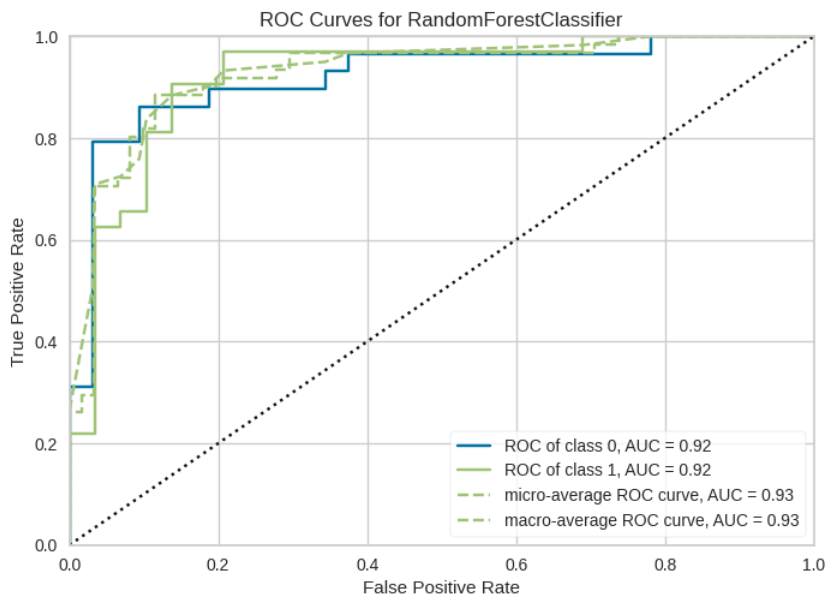 ROC Curves for RandomForestClassifier
1.0
0.8
0.6
0.4
0.2
0.0
True Positive Rate
ROC of class 0, AUC = 0.92
ROC of class 1, AUC = 0.92
micro-average ROC curve, AUC = 0.93
macro-average ROC curve, AUC = 0.93
0.0 0.2 0.4 0.6 0.8 1.0
False Positive Rate